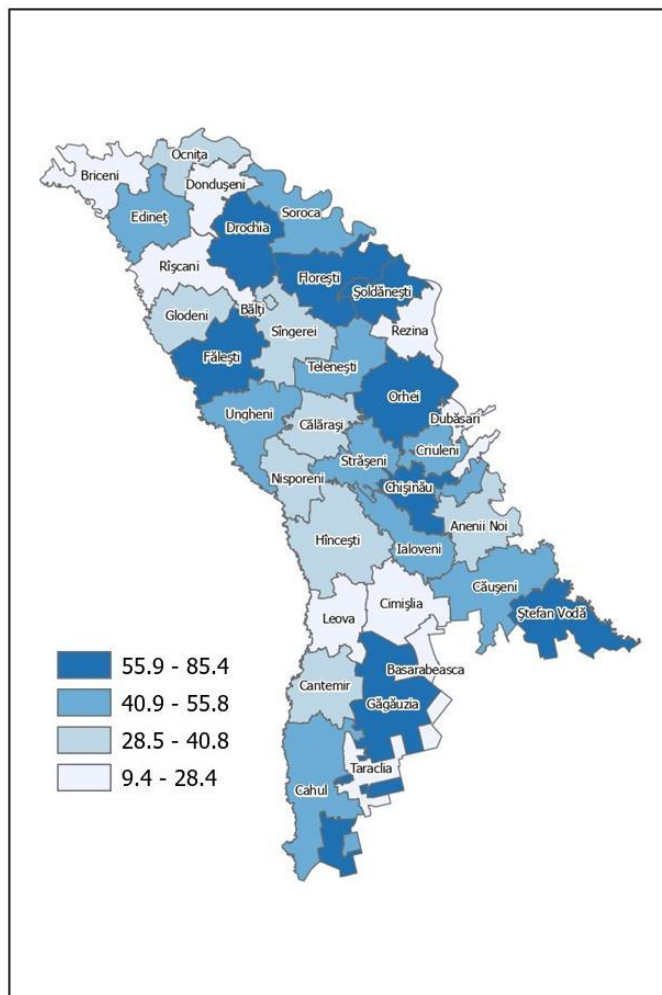 Ocnița
Briceni
Dondușeni
Edineț
Soroca
Drochia
Rîșcani
Florești
Șoldănești
Bălți
Glodeni
Sîngerei
Rezina
Fălești
Telenești
Orhei
Ungheni
Dubăsari
Călărași
Criuleni
Strășeni
Nisporeni
Chișinău
Anenii Noi
Hîncești
Ialoveni
Căușeni
Cimișlia
Ștefan Vodă
Leova
Basarabeasca
Cantemir
Găgăuzia
Taraclia
Cahul
55.9 - 85.4
40.9 - 55.8
28.5 - 40.8
9.4 - 28.4